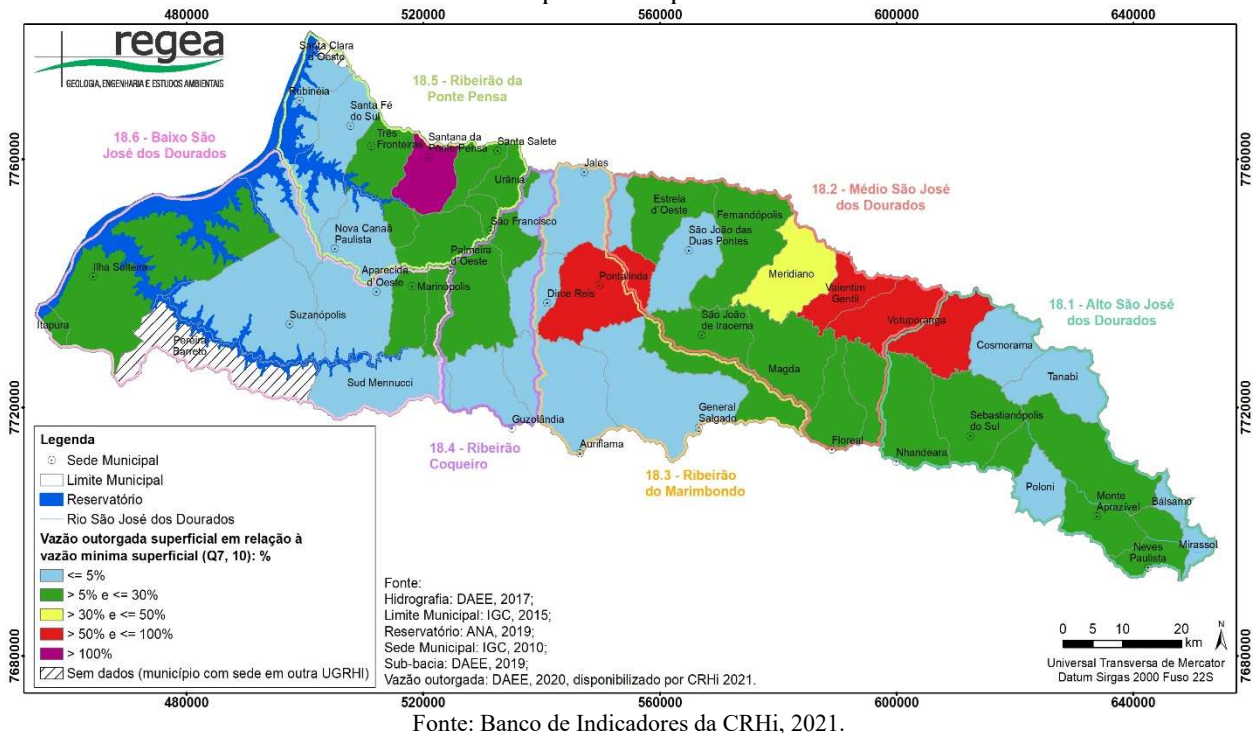 480000
520000
560000
600000
640000
regea
GEOLOGIA, ENGENHARIA E ESTUDOS AMBIENTAIS
7760000
7720000
7680000
7760000
7720000
7680000
18.5 - Ribeirão da
Ponte Pensa
18.6 - Baixo São
José dos Dourados
18.2 - Médio São José
dos Dourados
18.1 - Alto São José
dos Dourados
18.4 - Ribeirão
Coqueiro
18.3 - Ribeirão
do Marimbondo
Santa Clara
d´Oeste
Rubinéia
Santa Fé
do Sul
Três
Fronteiras
Santana da
Ponte Pensa
Santa Salete
Urânia
Jales
Estrela
d´Oeste
Fernandópolis
São João das
Duas Pontes
Meridiano
Valentim
Gentil
Votuporanga
Cosmorama
Tanabi
São Francisco
Nova Canaã
Paulista
Palmeira
d´Oeste
Aparecida
d´Oeste
Marinópolis
Dirce Reis
Pontalinda
São João
de Iracema
Ilha Solteira
Itapura
Suzanápolis
Pereira
Barreto
Sud Mennucci
Guzolândia
Auriflama
General
Salgado
Magda
Floreal
Nhandeara
Sebastianópolis
do Sul
Poloni
Monte
Aprazível
Bálsamo
Neves
Paulista
Mirassol
Legenda
Sede Municipal
Limite Municipal
Reservatório
Rio São José dos Dourados
Vazão outorgada superficial em relação à
vazão mínima superficial (Q7, 10): %
<= 5%
> 5% e <= 30%
> 30% e <= 50%
> 50% e <= 100%
> 100%
Sem dados (município com sede em outra UGRHI)
Fonte:
Hidrografia: DAEE, 2017;
Limite Municipal: IGC, 2015;
Reservatório: ANA, 2019;
Sede Municipal: IGC, 2010;
Sub-bacia: DAEE, 2019;
Vazão outorgada: DAEE, 2020, disponibilizado por CRHi 2021.
0 5 10 20
km
N
Universal Transversa de Mercator
Datum Sirgas 2000 Fuso 22S
480000
520000
560000
600000
640000
Fonte: Banco de Indicadores da CRHi, 2021.